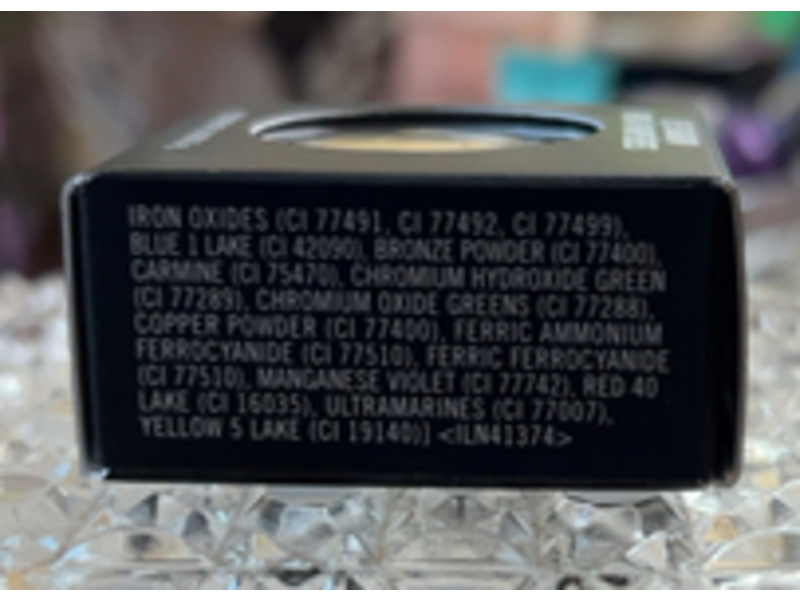 IRON OXIDES (CI 77491, CI 77492, CI 77499),
BLUE 1 LAKE (CI 42090), BRONZE POWDER (CI 77400),
CARMINE (CI 75470), CHROMIUM HYDROXIDE GREEN
(CI 77289), CHROMIUM OXIDE GREENS (CI 77288),
COPPER POWDER (CI 77400), FERRIC AMMONIUM
FERROCYANIDE (CI 77510), FERRIC FERROCYANIDE
(CI 77510), MANGANESE VIOLET (CI 77742), RED 40
LAKE (CI 16035), ULTRAMARINES (CI 77007),
YELLOW 5 LAKE (CI 19140)] <ILN41374>